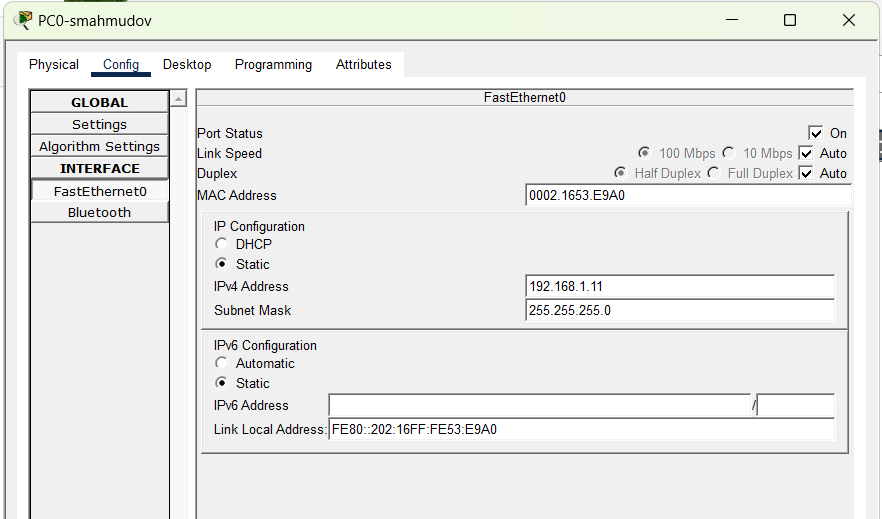 PC0-smahmudov
Physical Config Desktop Programming Attributes
GLOBAL
Settings
Algorithm Settings
INTERFACE
FastEthernet0
Bluetooth
FastEthernet0
Port Status On
Link Speed 100 Mbps 10 Mbps Auto
Duplex Half Duplex Full Duplex Auto
MAC Address 0002.1653.E9A0
IP Configuration
DHCP
Static
IPv4 Address 192.168.1.11
Subnet Mask 255.255.255.0
IPv6 Configuration
Automatic
Static
IPv6 Address /
Link Local Address: FE80::202:16FF:FE53:E9A0